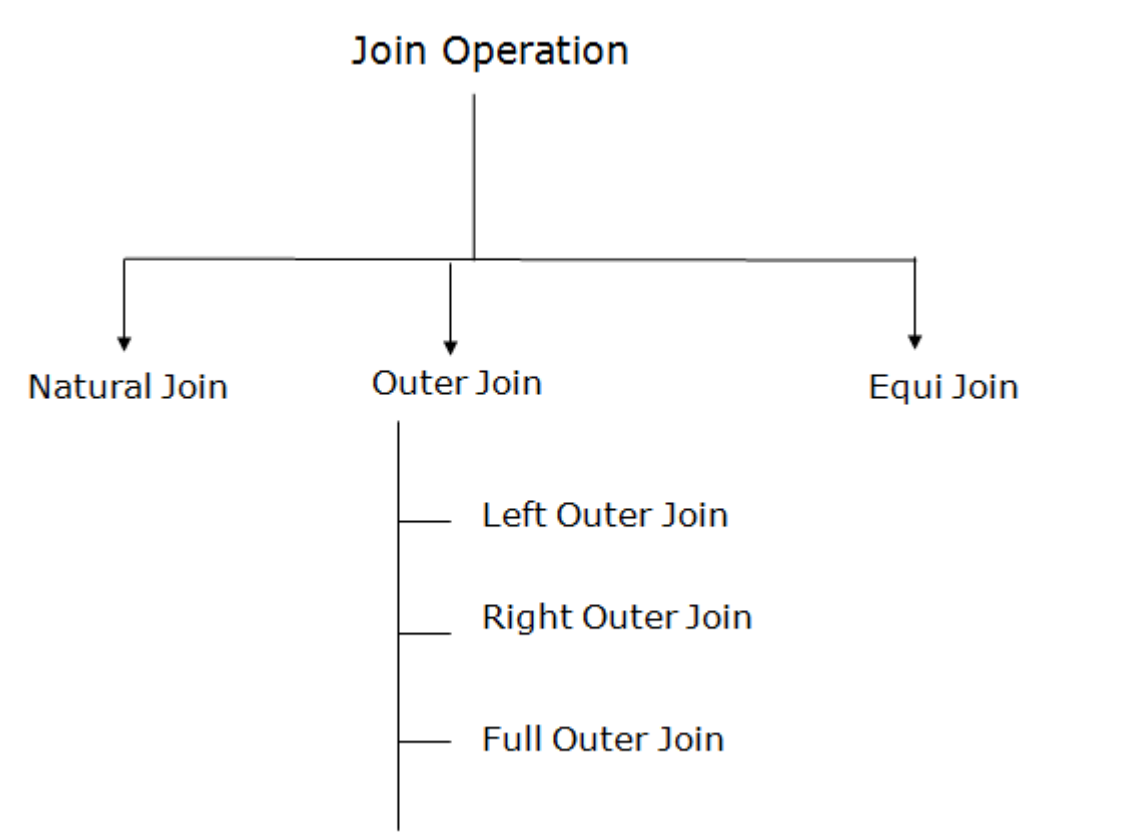 Join Operation
Natural Join
Outer Join
Equi Join
Left Outer Join
Right Outer Join
Full Outer Join